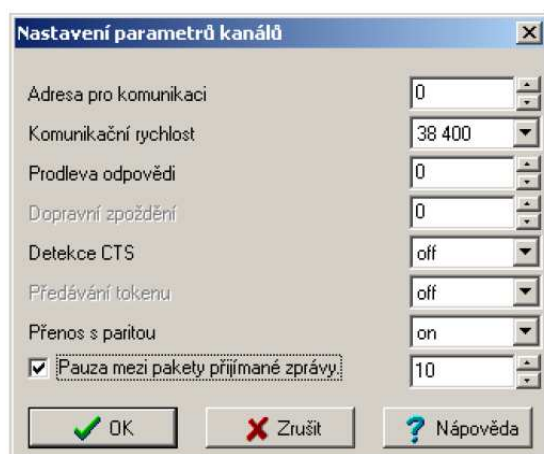 Nastavení parametrů kanálů
Adresa pro komunikaci 0
Komunikační rychlost 38 400
Prodleva odpovědi 0
Dopravní zpoždění 0
Detekce CTS off
Předávání tokenu off
Přenos s paritou on
Pauza mezi pakety přijímané zprávy. 10
OK Zrušit Nápověda